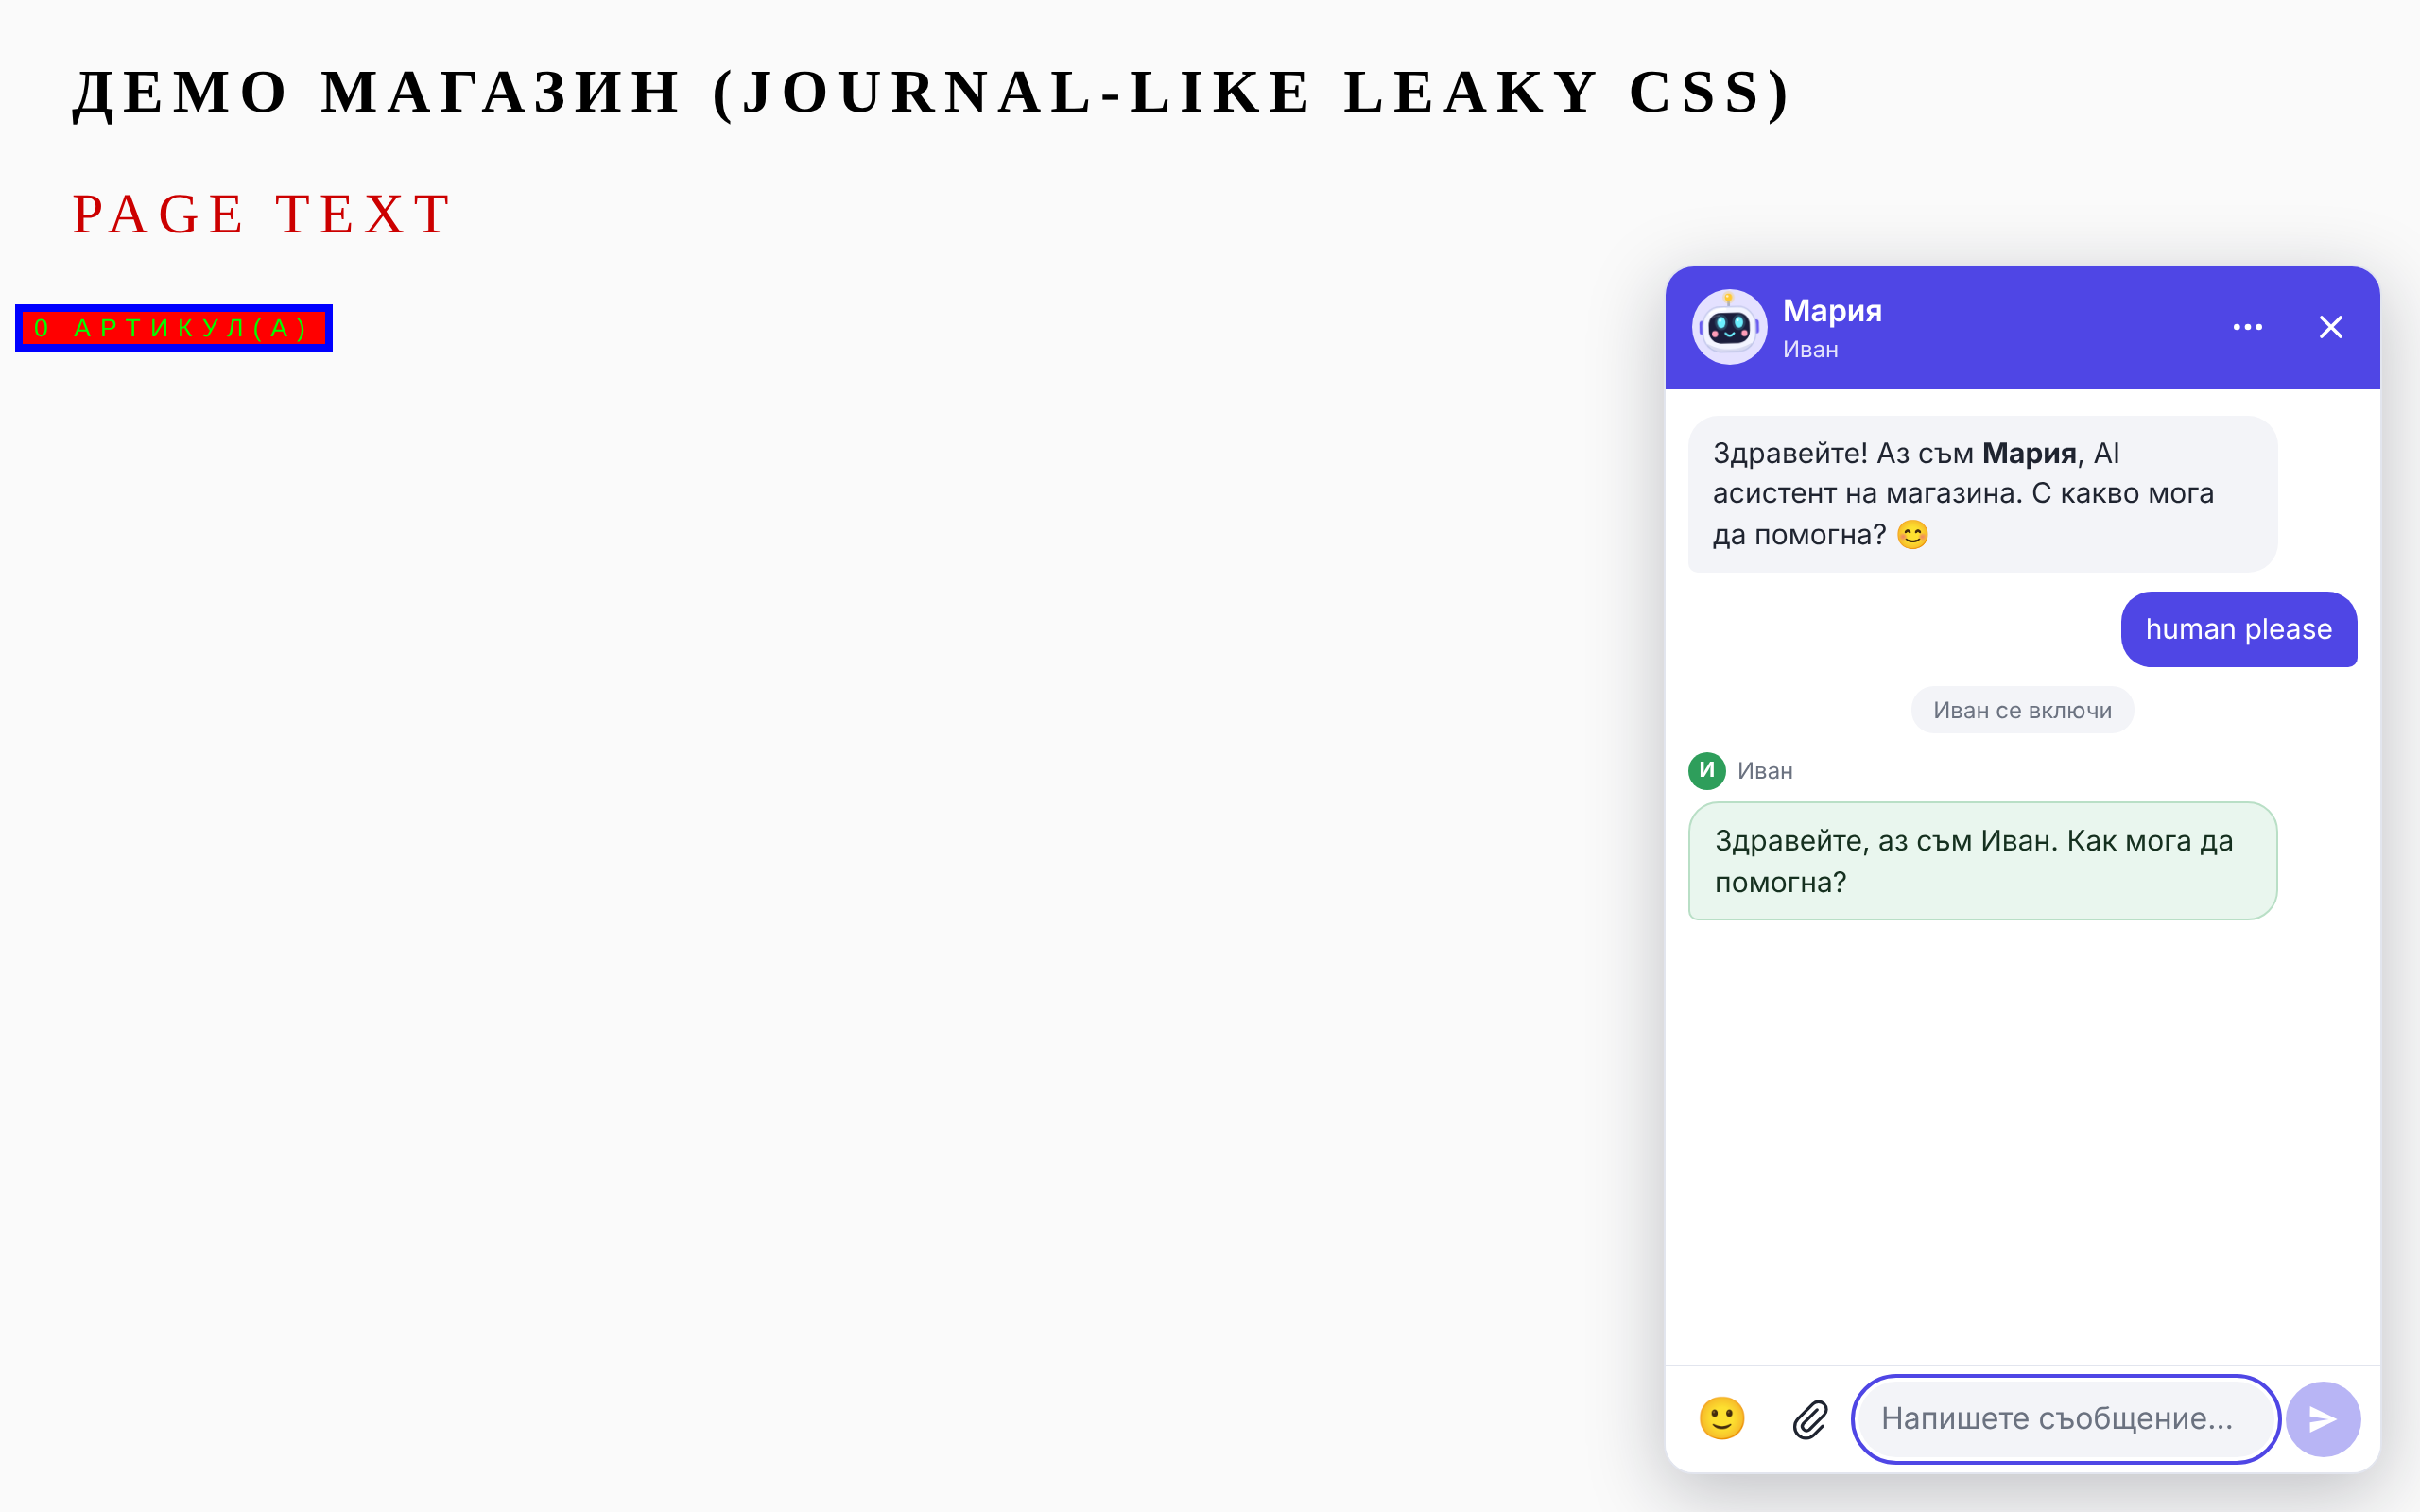 ДЕМО МАГАЗИН (JOURNAL-LIKE LEAKY CSS)
PAGE TEXT
0 АРТИКУЛ(А)
Мария
Иван
Здравейте! Аз съм Мария, AI
асистент на магазина. С какво мога
да помогна? 😊
human please
Иван се включи
И Иван
Здравейте, аз съм Иван. Как мога да
помогна?
Напишете съобщение...